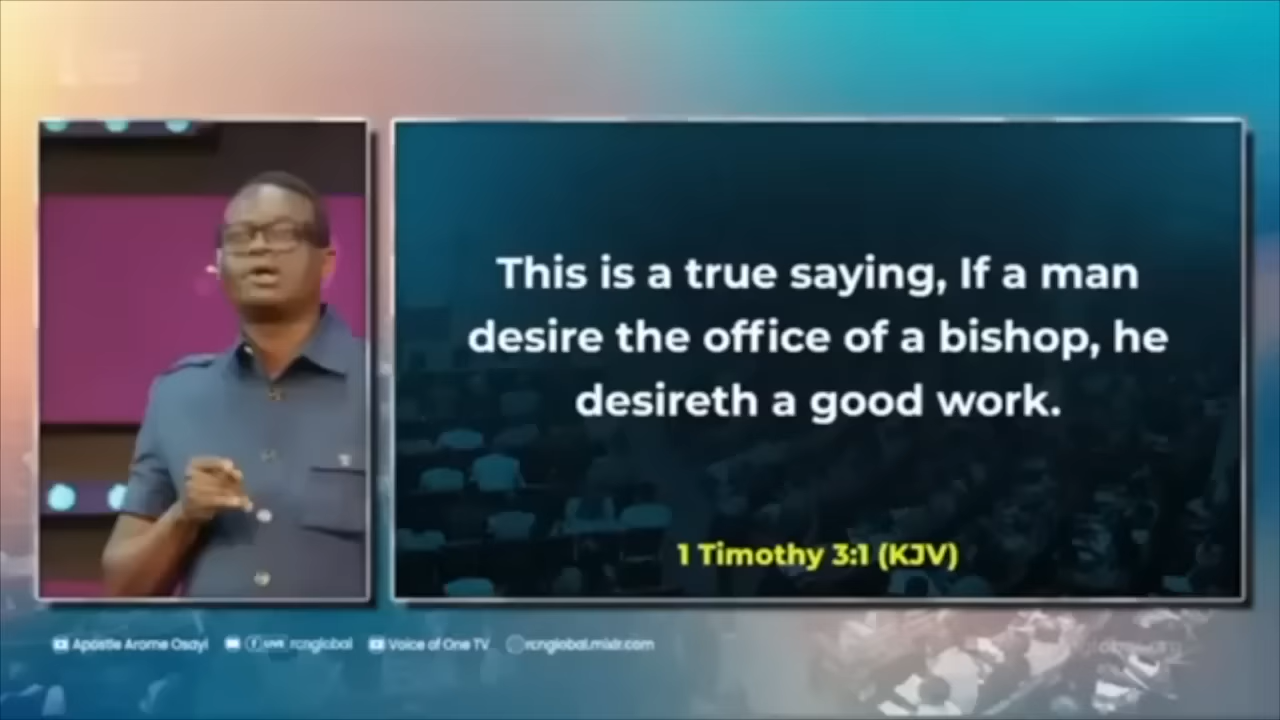 This is a true saying, If a man
desire the office of a bishop, he
desireth a good work.
1 Timothy 3:1 (KJV)
Apostle Arome Osayi
LIVE rcnglobal
Voice of One TV
rcnglobal.mixlr.com